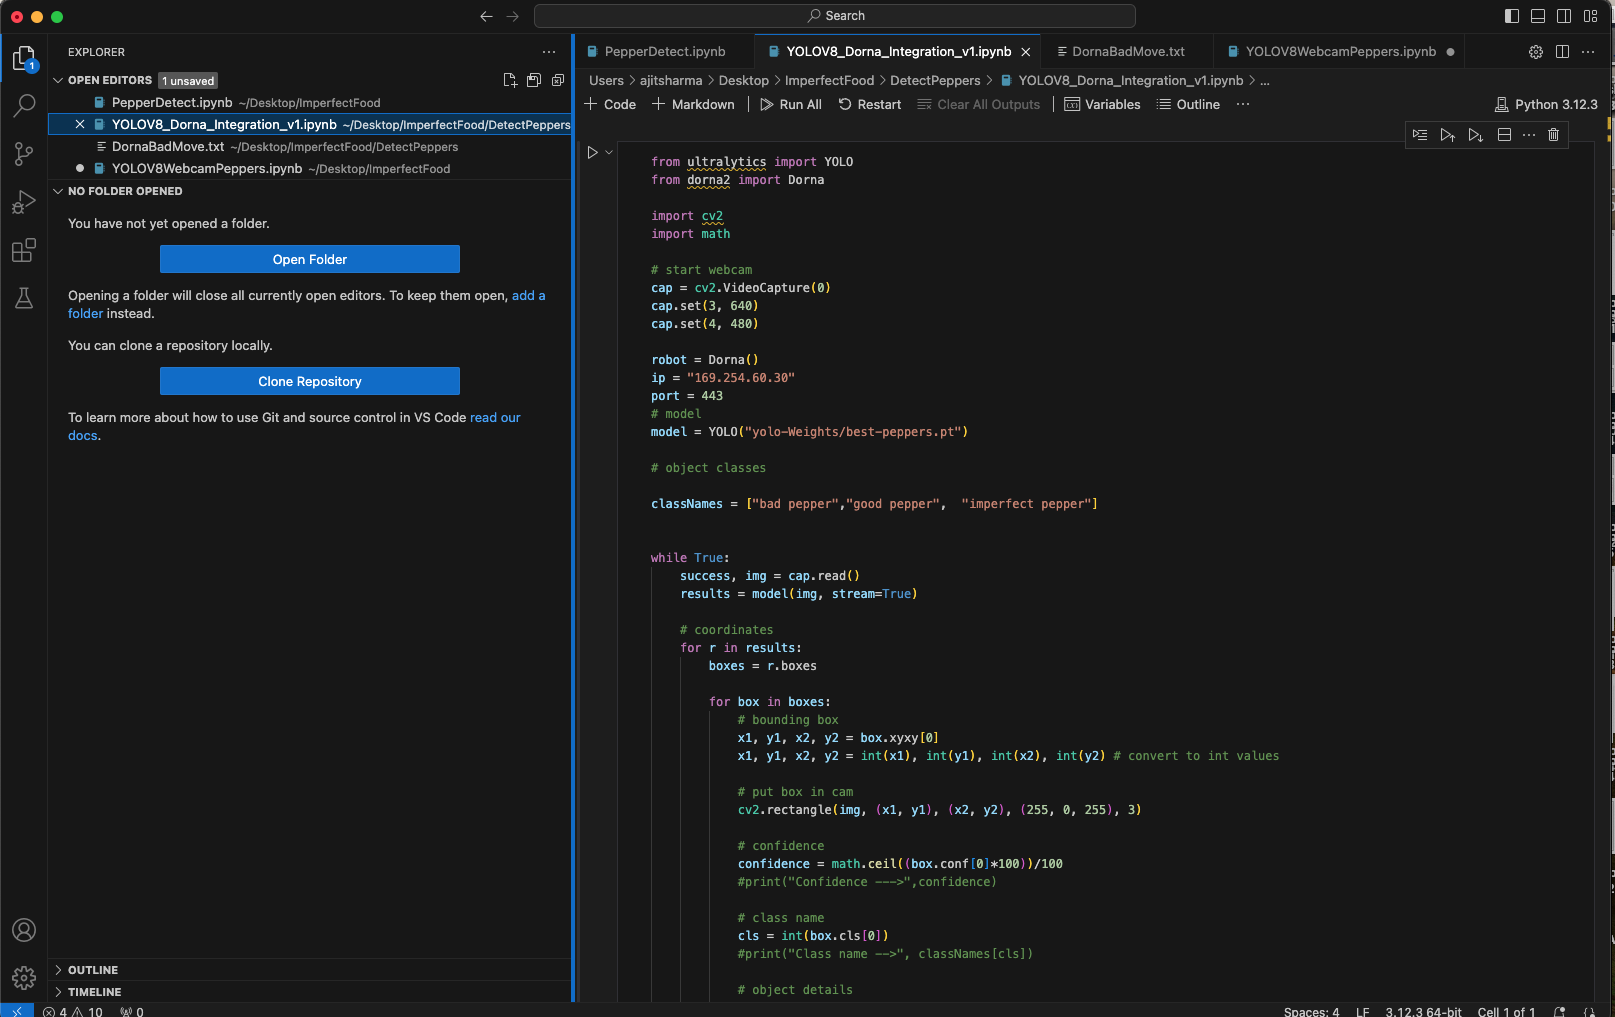 Search
EXPLORER
OPEN EDITORS 1 unsaved
PepperDetect.ipynb ~/Desktop/ImperfectFood
YOLOV8_Dorna_Integration_v1.ipynb ~/Desktop/ImperfectFood/DetectPeppers
DornaBadMove.txt ~/Desktop/ImperfectFood/DetectPeppers
YOLOV8WebcamPeppers.ipynb ~/Desktop/ImperfectFood
NO FOLDER OPENED
You have not yet opened a folder.
Open Folder
Opening a folder will close all currently open editors. To keep them open, add a
folder instead.
You can clone a repository locally.
Clone Repository
To learn more about how to use Git and source control in VS Code read our
docs.
OUTLINE
TIMELINE
1
PepperDetect.ipynb
YOLOV8_Dorna_Integration_v1.ipynb
DornaBadMove.txt
YOLOV8WebcamPeppers.ipynb
Users > ajitsharma > Desktop > ImperfectFood > DetectPeppers > YOLOV8_Dorna_Integration_v1.ipynb > ...
+ Code + Markdown | Run All Restart Clear All Outputs | Variables Outline ...
Python 3.12.3
from ultralytics import YOLO
from dorna2 import Dorna
import cv2
import math
# start webcam
cap = cv2.VideoCapture(0)
cap.set(3, 640)
cap.set(4, 480)
robot = Dorna()
ip = "169.254.60.30"
port = 443
# model
model = YOLO("yolo-Weights/best-peppers.pt")
# object classes
classNames = ["bad pepper","good pepper",  "imperfect pepper"]
while True:
    success, img = cap.read()
    results = model(img, stream=True)
    # coordinates
    for r in results:
        boxes = r.boxes
        for box in boxes:
            # bounding box
            x1, y1, x2, y2 = box.xyxy[0]
            x1, y1, x2, y2 = int(x1), int(y1), int(x2), int(y2) # convert to int values
            # put box in cam
            cv2.rectangle(img, (x1, y1), (x2, y2), (255, 0, 255), 3)
            # confidence
            confidence = math.ceil((box.conf[0]*100))/100
            #print("Confidence --->",confidence)
            # class name
            cls = int(box.cls[0])
            #print("Class name -->", classNames[cls])
            # object details
4 10 0
Spaces: 4 LF 3.12.3 64-bit Cell 1 of 1